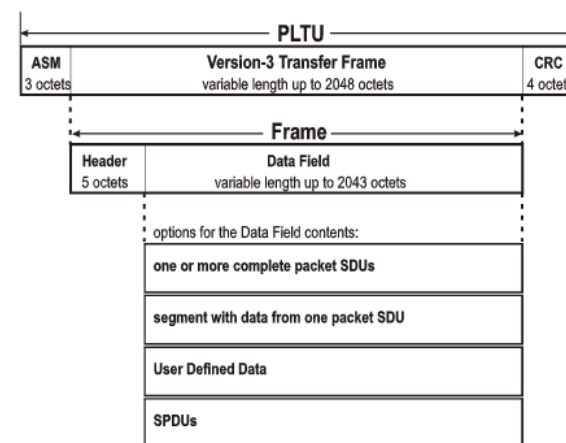 PLTU
ASM
3 octets
Version-3 Transfer Frame
variable length up to 2048 octets
CRC
4 octet
Frame
Header
5 octets
Data Field
variable length up to 2043 octets
options for the Data Field contents:
one or more complete packet SDUs
segment with data from one packet SDU
User Defined Data
SPDUs